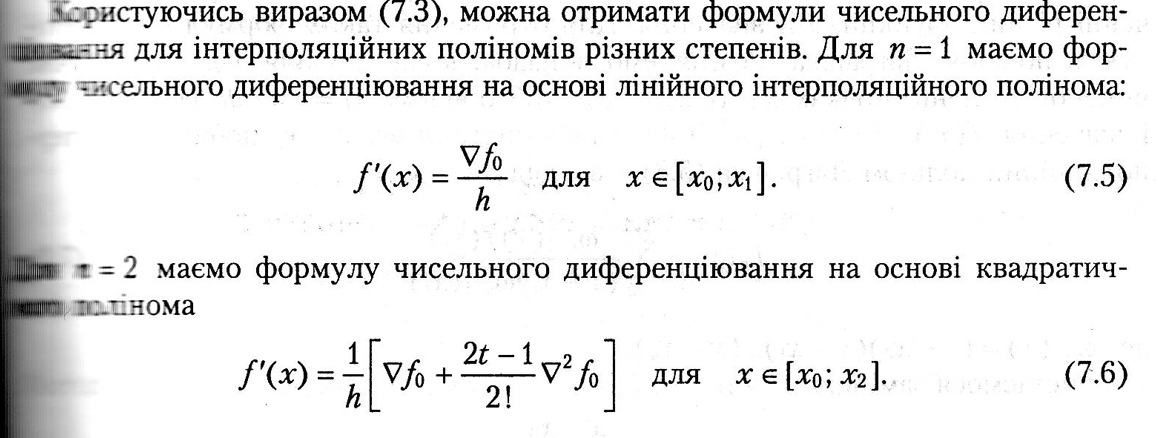 Користуючись виразом (7.3), можна отримати формули чисельного диферен-
для інтерполяційних поліномів різних степенів. Для n = 1 маємо фор-
чисельного диференціювання на основі лінійного інтерполяційного полінома:
f'(x) = ∇f₀/h для x ∈ [x₀; x₁]. (7.5)
n = 2 маємо формулу чисельного диференціювання на основі квадратич-
полінома
f'(x) = 1/h [∇f₀ + (2t − 1)/2! ∇²f₀] для x ∈ [x₀; x₂]. (7.6)